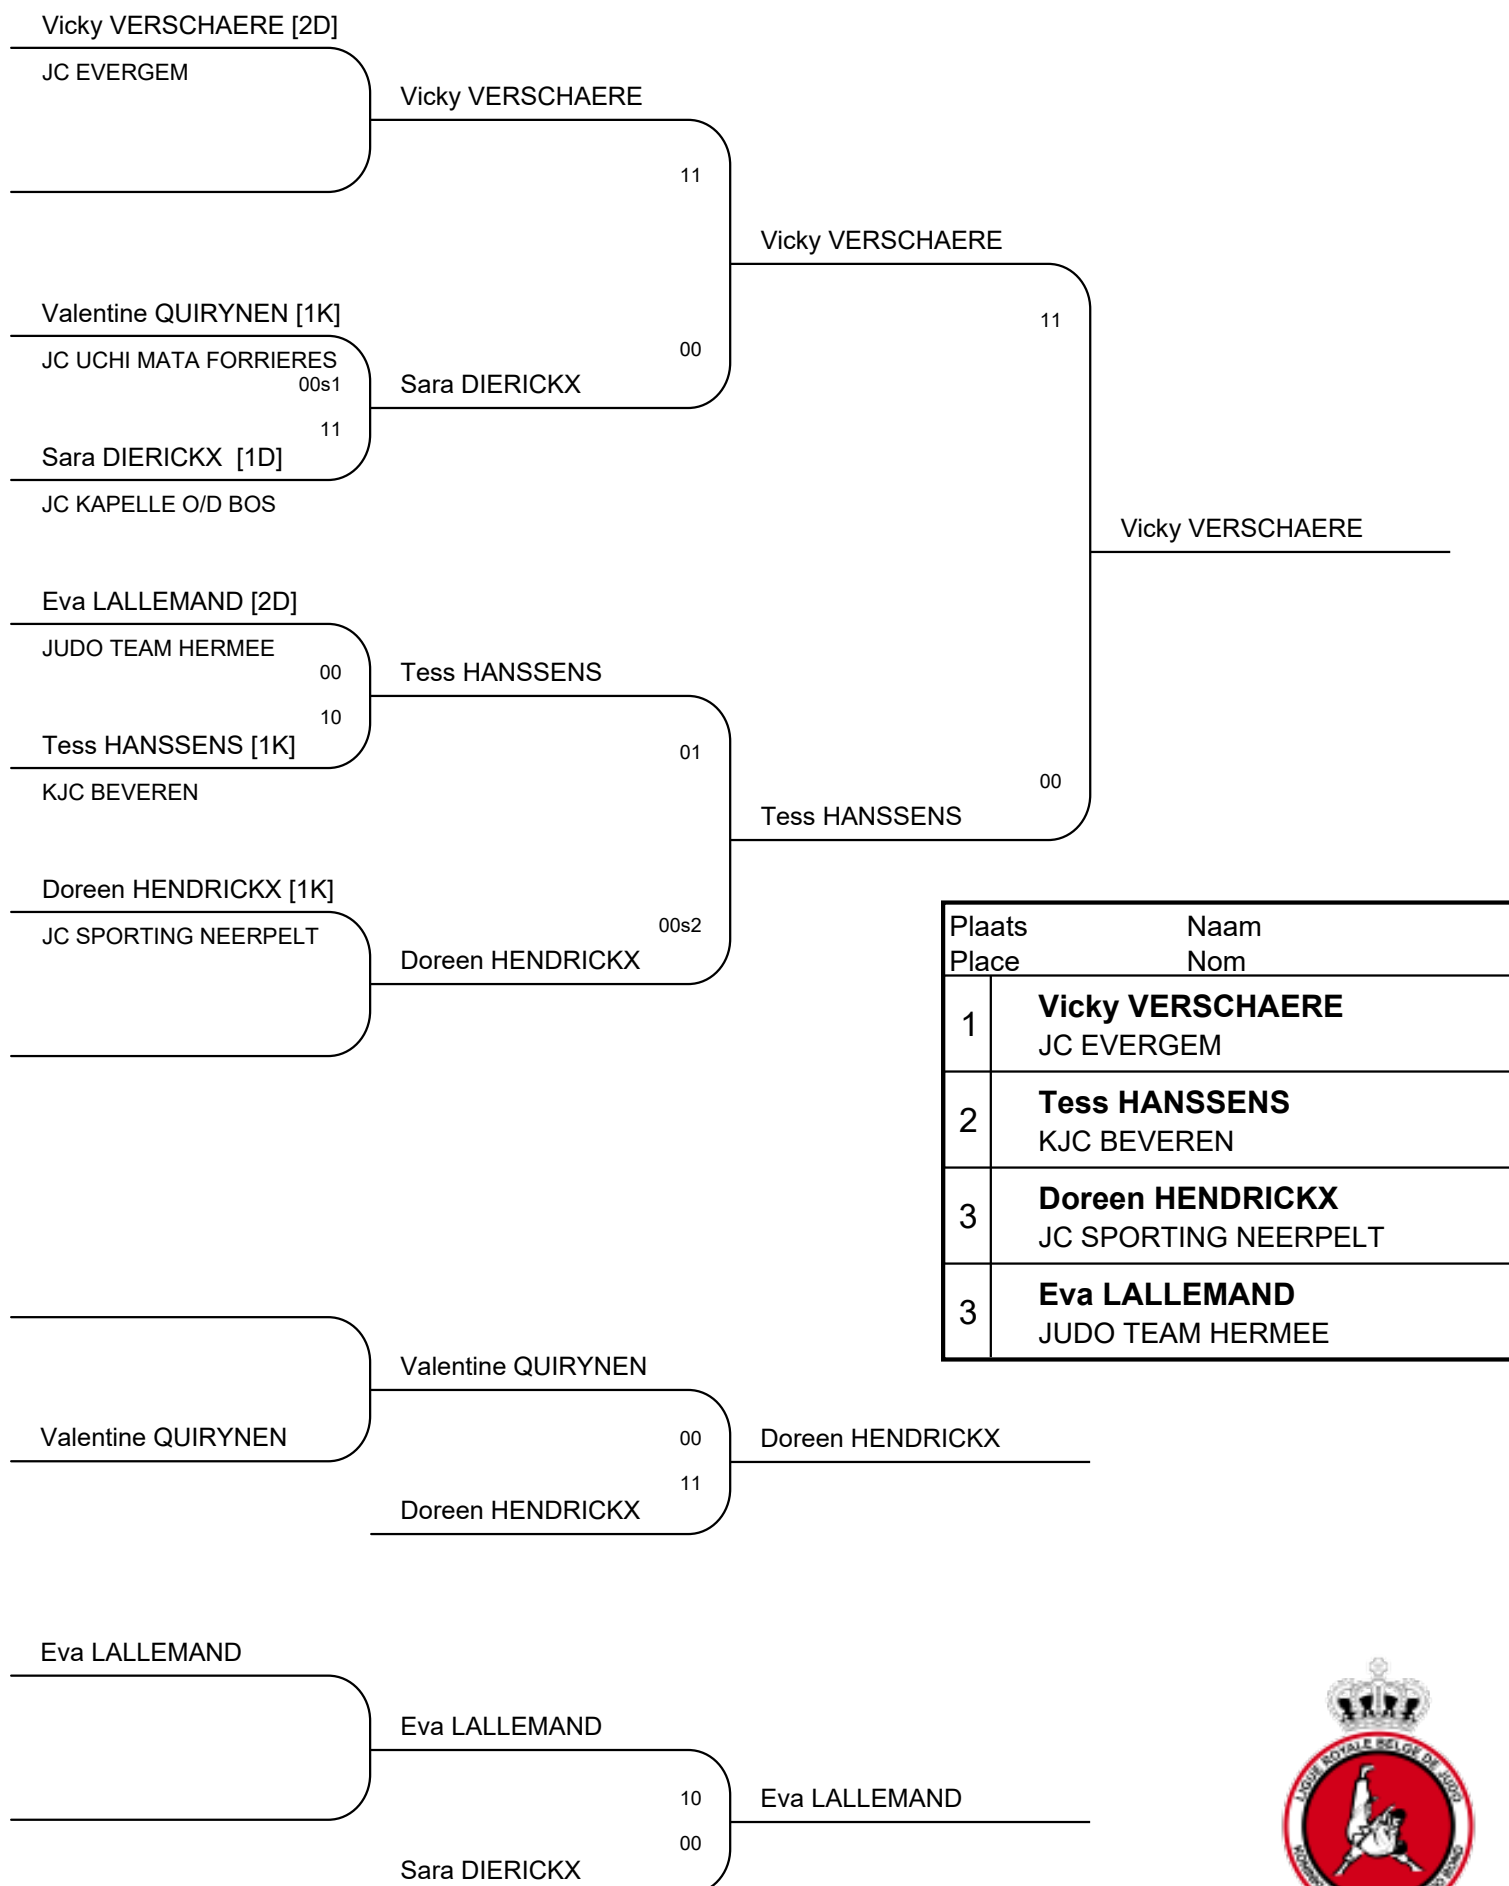 Vicky VERSCHAERE [2D]
JC EVERGEM
Vicky VERSCHAERE
11
Vicky VERSCHAERE
Valentine QUIRYNEN [1K]
11
JC UCHI MATA FORRIERES
00
00s1
Sara DIERICKX
11
Sara DIERICKX [1D]
JC KAPELLE O/D BOS
Vicky VERSCHAERE
Eva LALLEMAND [2D]
JUDO TEAM HERMEE
00
Tess HANSSENS
10
Tess HANSSENS [1K]
01
KJC BEVEREN
00
Tess HANSSENS
Doreen HENDRICKX [1K]
JC SPORTING NEERPELT
00s2
Doreen HENDRICKX
Plaats Naam
Place Nom
1 Vicky VERSCHAERE
JC EVERGEM
2 Tess HANSSENS
KJC BEVEREN
3 Doreen HENDRICKX
JC SPORTING NEERPELT
3 Eva LALLEMAND
JUDO TEAM HERMEE
Valentine QUIRYNEN
Valentine QUIRYNEN
00
Doreen HENDRICKX
11
Doreen HENDRICKX
Eva LALLEMAND
Eva LALLEMAND
10
Eva LALLEMAND
00
Sara DIERICKX
LIGUE ROYALE BELGE DE JUDO